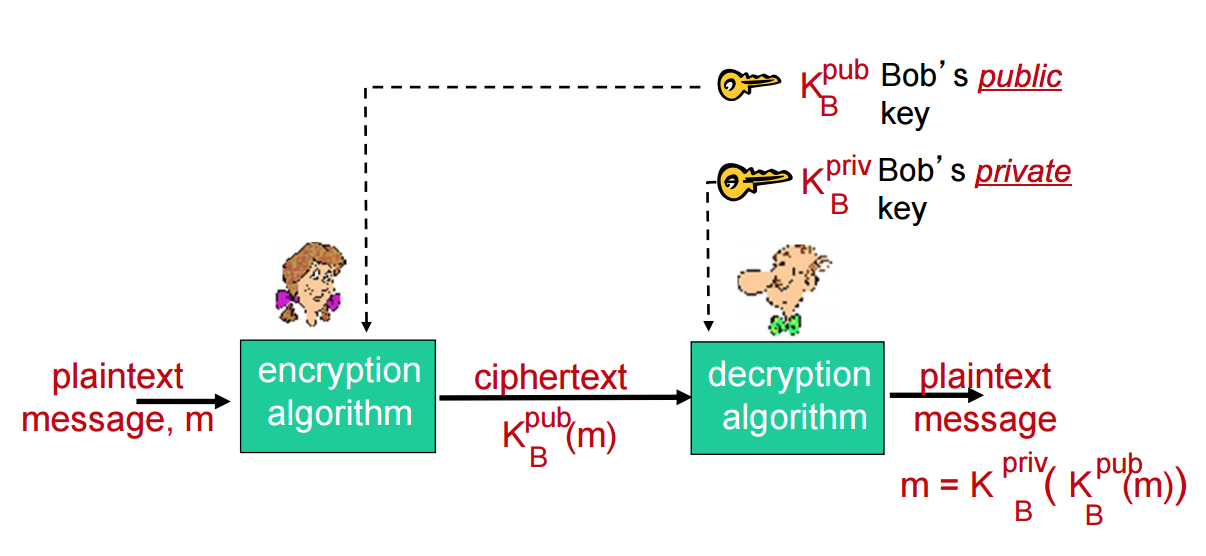 K_B^pub Bob's public
key
K_B^priv Bob's private
key
plaintext
message, m
encryption
algorithm
ciphertext
K_B^pub(m)
decryption
algorithm
plaintext
message
m = K_B^priv( K_B^pub(m))